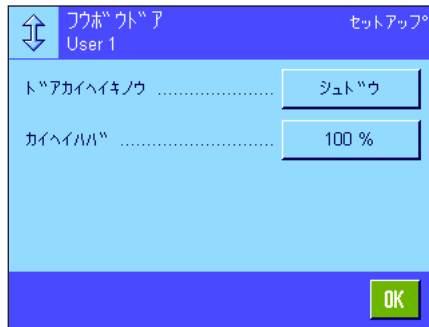 フウボウドア セットアップ
User 1
ドアカイヘイキノウ ........................ シュドウ
カイヘイハバ ................................ 100 %
OK